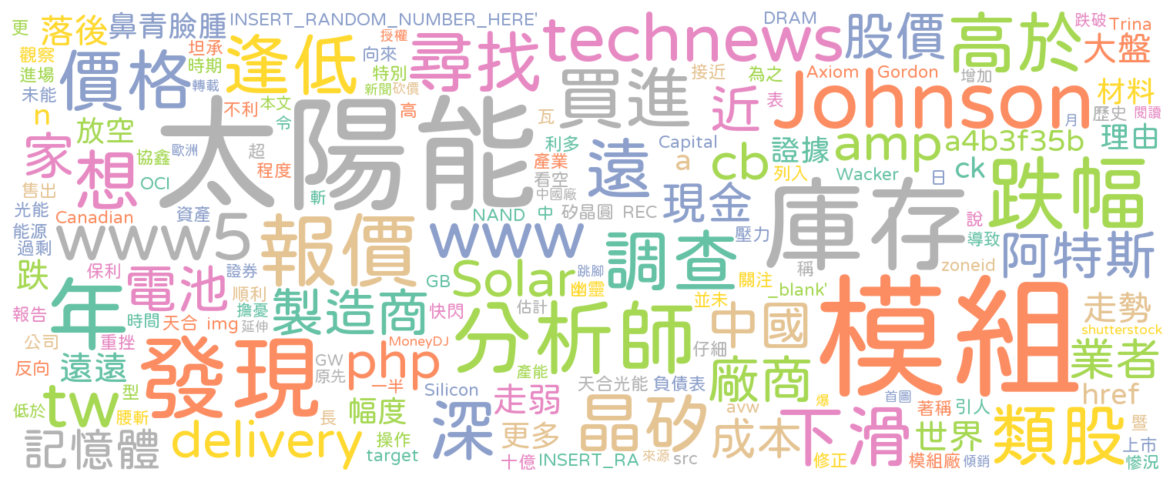 更 落後 鼻青臉腫 INSERT_RANDOM_NUMBER_HERE' 授權 尋找 technews DRAM 股價 高於 跌破 Trina 大盤
觀察 進場 未能 價格 坦承 時期 轉載 逢低 向來 特別 新聞 砍價 買進 接近 為之 Axiom Gordon 增加 材料
n 家 放空 想 不利 本文 令 高 瓦 近 表 Johnson 歷史 閱讀 月
太陽能 協鑫 歐洲 超 程度 OCI 斬 利多 產業 看空 中國廠 遠 Capital cb 證據 amp a4b3f35b 理由 列入 Wacker 日 ck a
售出 光能 能源 過剩 Canadian 資產 www5 報價 NAND 中 矽晶圓 REC www 現金 壓力 庫存 說 導致 跌幅
跌 保利 電池 證券 順利 擔憂 延伸 GB 快閃 Solar 跳腳 幽靈 調查 關注 稱 _blank' zoneid 阿特斯
報告 年 時間 天合 img 製造商 MoneyDJ 估計 分析師 並未 中國 仔細 模組 走勢 shutterstock
公司 重挫 反向 遠遠 發現 GW 原先 php 一半 產能 天合光能 負債表 廠商 業者
低於 tw 型 腰斬 長 幅度 Silicon 深 走弱 晶矽 avw 成本 爆 下滑 首圖 著稱 引人 href 類股 暨
記憶體 delivery 操作 target 更多 十億 INSERT_RA 來源 src 修正 世界 模組廠 傾銷 上市 慘況